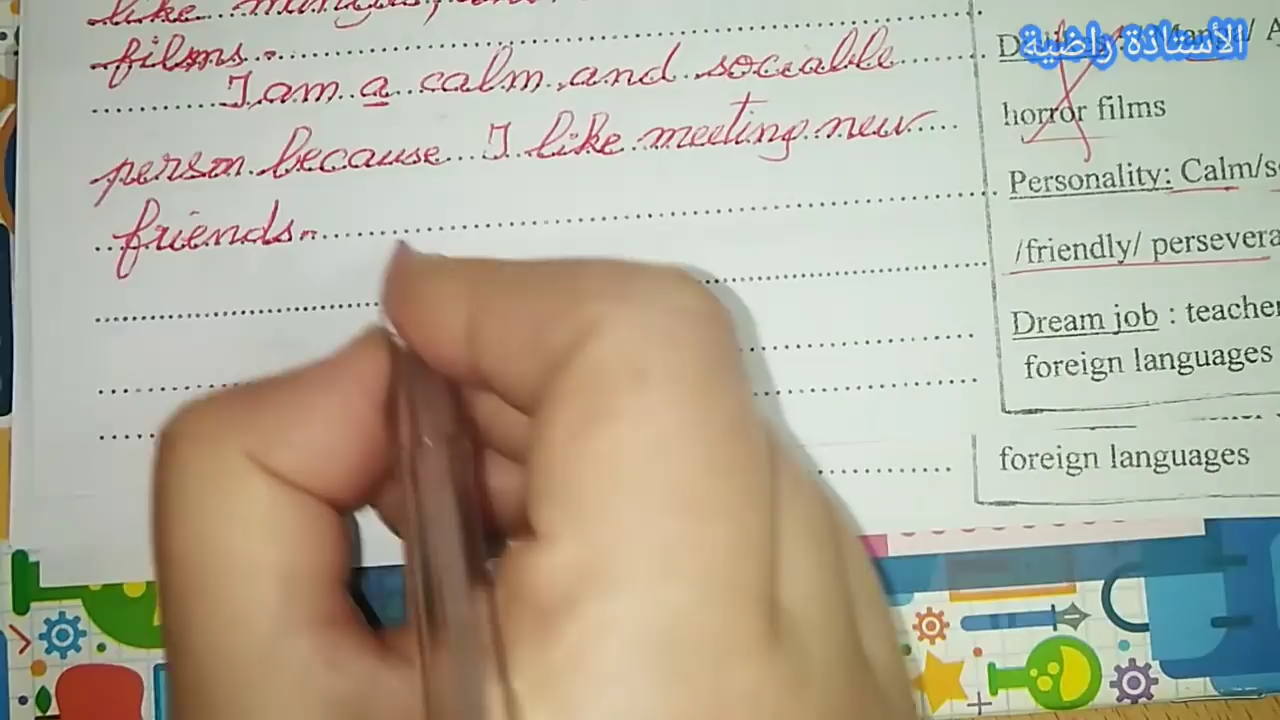 films.
I am a calm and sociable
person because I like meeting new
friends.
الأستاذة راضية
horror films
Personality: Calm/s
/friendly/ persevera
Dream job : teacher
foreign languages
foreign languages